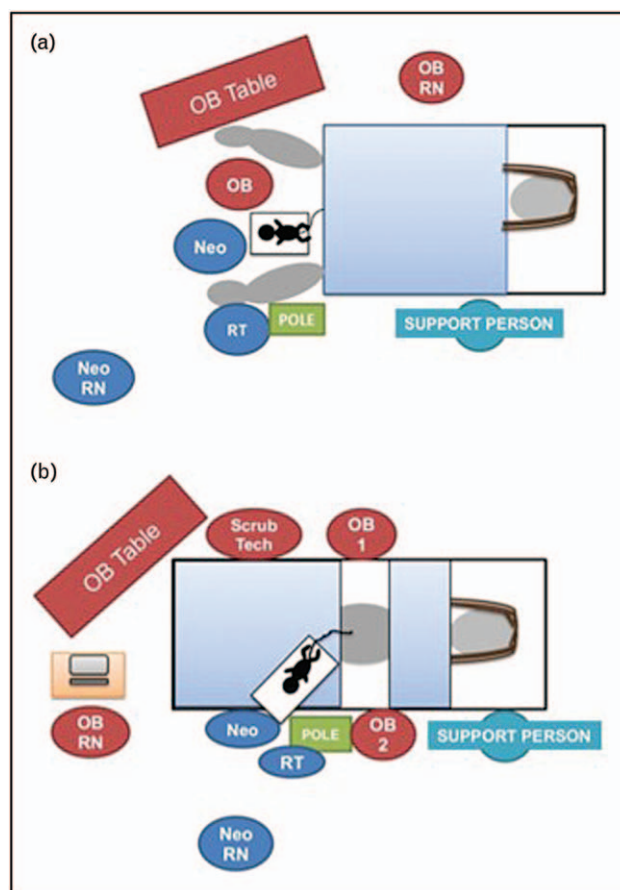 (a)
OB Table
OB
RN
OB
Neo
RT
POLE
SUPPORT PERSON
Neo
RN
(b)
OB Table
Scrub
Tech
OB
1
OB
RN
Neo
POLE
OB
2
SUPPORT PERSON
RT
Neo
RN